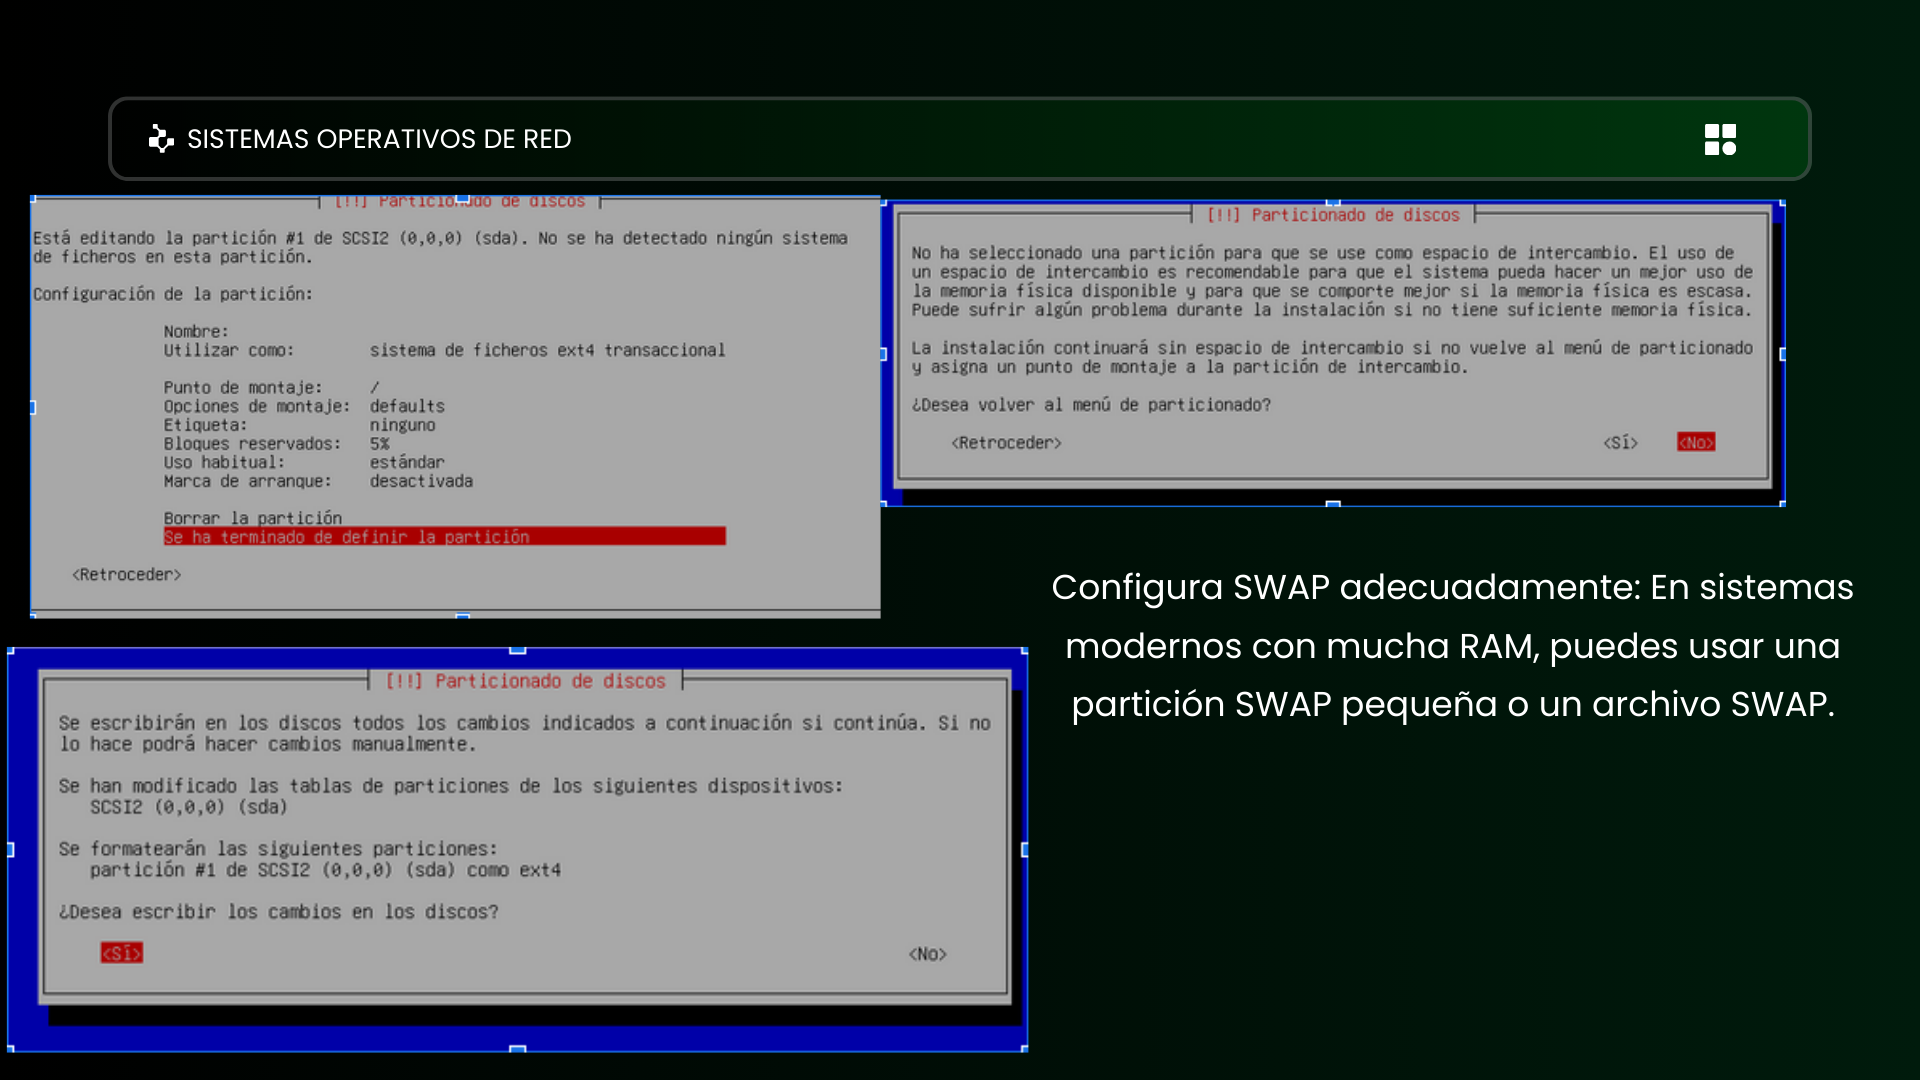 SISTEMAS OPERATIVOS DE RED
[!!] Particionado de discos
Está editando la partición #1 de SCSI2 (0,0,0) (sda). No se ha detectado ningún sistema
de ficheros en esta partición.
Configuración de la partición:
Nombre:
Utilizar como: sistema de ficheros ext4 transaccional
Punto de montaje: /
Opciones de montaje: defaults
Etiqueta: ninguno
Bloques reservados: 5%
Uso habitual: estándar
Marca de arranque: desactivada
Borrar la partición
Se ha terminado de definir la partición
<Retroceder>
[!!] Particionado de discos
No ha seleccionado una partición para que se use como espacio de intercambio. El uso de
un espacio de intercambio es recomendable para que el sistema pueda hacer un mejor uso de
la memoria física disponible y para que se comporte mejor si la memoria física es escasa.
Puede sufrir algún problema durante la instalación si no tiene suficiente memoria física.
La instalación continuará sin espacio de intercambio si no vuelve al menú de particionado
y asigna un punto de montaje a la partición de intercambio.
¿Desea volver al menú de particionado?
<Retroceder> <Sí> <No>
Configura SWAP adecuadamente: En sistemas
modernos con mucha RAM, puedes usar una
partición SWAP pequeña o un archivo SWAP.
[!!] Particionado de discos
Se escribirán en los discos todos los cambios indicados a continuación si continúa. Si no
lo hace podrá hacer cambios manualmente.
Se han modificado las tablas de particiones de los siguientes dispositivos:
SCSI2 (0,0,0) (sda)
Se formatearán las siguientes particiones:
partición #1 de SCSI2 (0,0,0) (sda) como ext4
¿Desea escribir los cambios en los discos?
<Sí> <No>